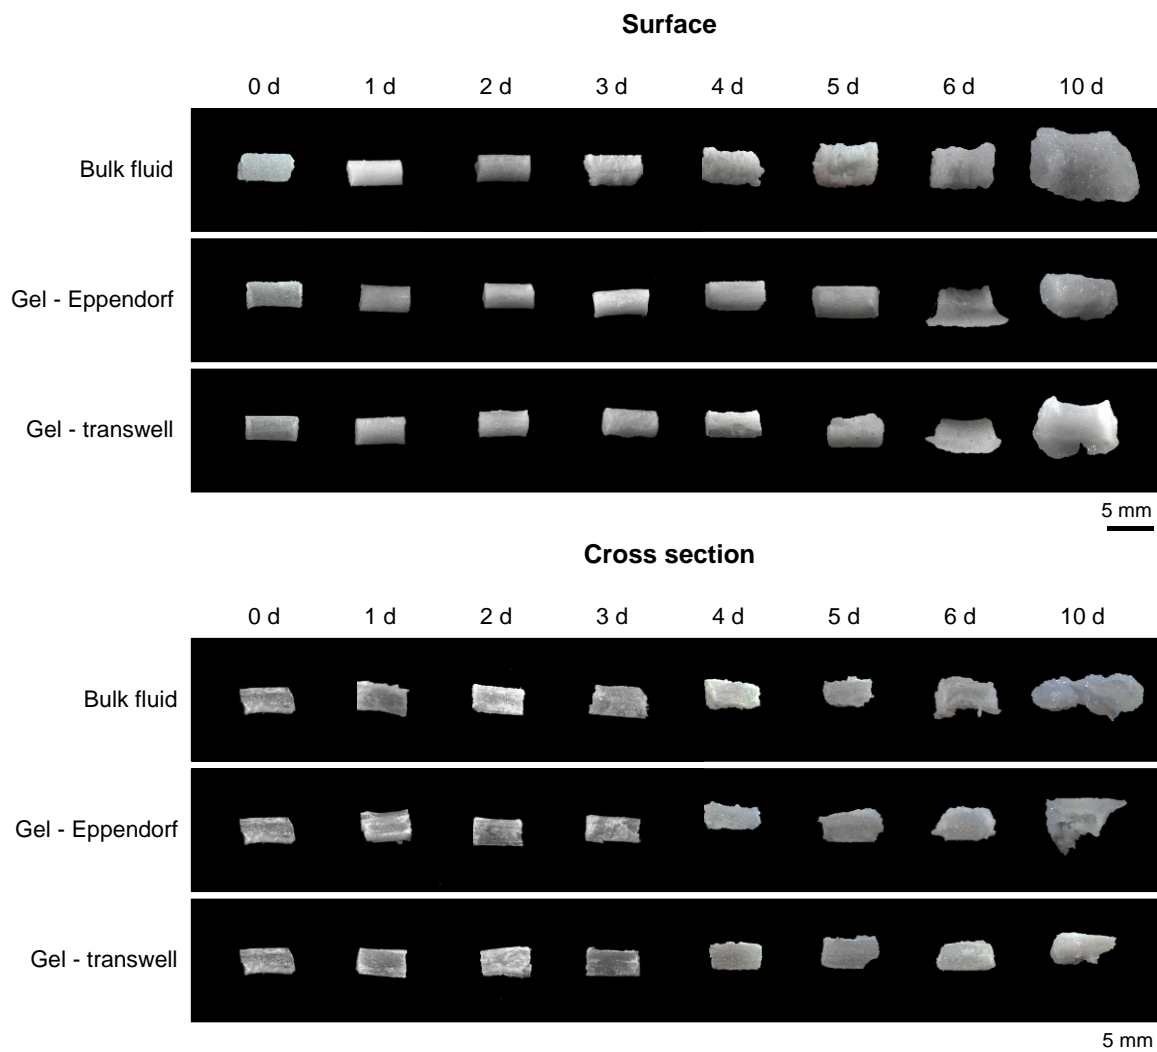 Surface
0 d 1 d 2 d 3 d 4 d 5 d 6 d 10 d
Bulk fluid
Gel - Eppendorf
Gel - transwell
5 mm
Cross section
0 d 1 d 2 d 3 d 4 d 5 d 6 d 10 d
Bulk fluid
Gel - Eppendorf
Gel - transwell
5 mm